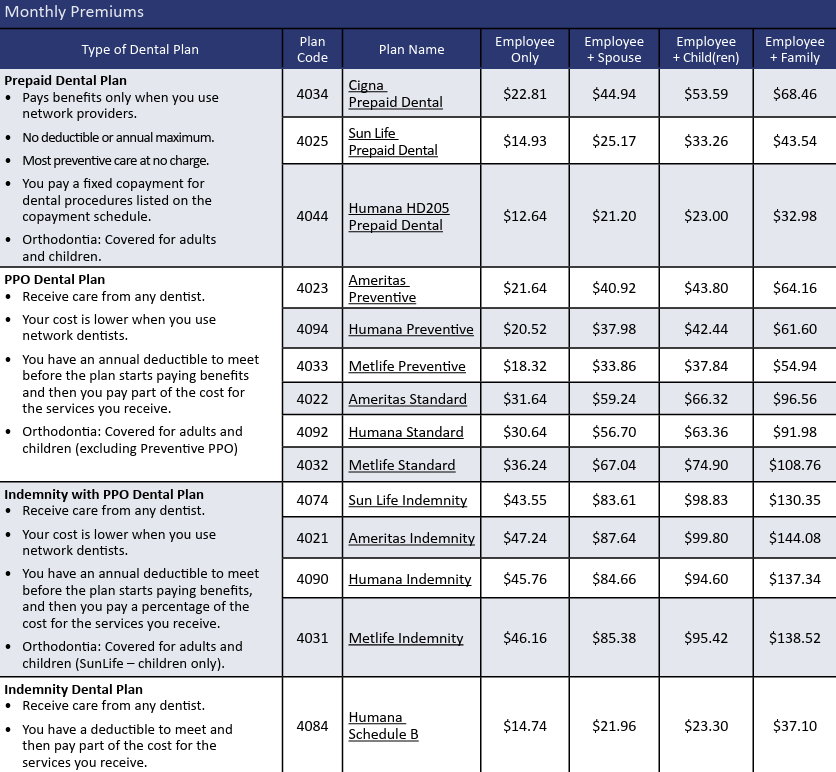 Monthly Premiums
Type of Dental Plan
Plan
Code
Plan Name
Employee
Only
Employee
+ Spouse
Employee
+ Child(ren)
Employee
+ Family
Prepaid Dental Plan
• Pays benefits only when you use
network providers.
• No deductible or annual maximum.
• Most preventive care at no charge.
• You pay a fixed copayment for
dental procedures listed on the
copayment schedule.
• Orthodontia: Covered for adults
and children.
4034
Cigna
Prepaid Dental
$22.81
$44.94
$53.59
$68.46
4025
Sun Life
Prepaid Dental
$14.93
$25.17
$33.26
$43.54
4044
Humana HD205
Prepaid Dental
$12.64
$21.20
$23.00
$32.98
PPO Dental Plan
• Receive care from any dentist.
• Your cost is lower when you use
network dentists.
• You have an annual deductible to meet
before the plan starts paying benefits
and then you pay part of the cost for
the services you receive.
• Orthodontia: Covered for adults and
children (excluding Preventive PPO)
4023
Ameritas
Preventive
$21.64
$40.92
$43.80
$64.16
4094
Humana Preventive
$20.52
$37.98
$42.44
$61.60
4033
Metlife Preventive
$18.32
$33.86
$37.84
$54.94
4022
Ameritas Standard
$31.64
$59.24
$66.32
$96.56
4092
Humana Standard
$30.64
$56.70
$63.36
$91.98
4032
Metlife Standard
$36.24
$67.04
$74.90
$108.76
Indemnity with PPO Dental Plan
• Receive care from any dentist.
• Your cost is lower when you use
network dentists.
• You have an annual deductible to meet
before the plan starts paying benefits,
and then you pay a percentage of the
cost for the services you receive.
• Orthodontia: Covered for adults and
children (SunLife – children only).
4074
Sun Life Indemnity
$43.55
$83.61
$98.83
$130.35
4021
Ameritas Indemnity
$47.24
$87.64
$99.80
$144.08
4090
Humana Indemnity
$45.76
$84.66
$94.60
$137.34
4031
Metlife Indemnity
$46.16
$85.38
$95.42
$138.52
Indemnity Dental Plan
• Receive care from any dentist.
• You have a deductible to meet and
then pay part of the cost for the
services you receive.
4084
Humana
Schedule B
$14.74
$21.96
$23.30
$37.10